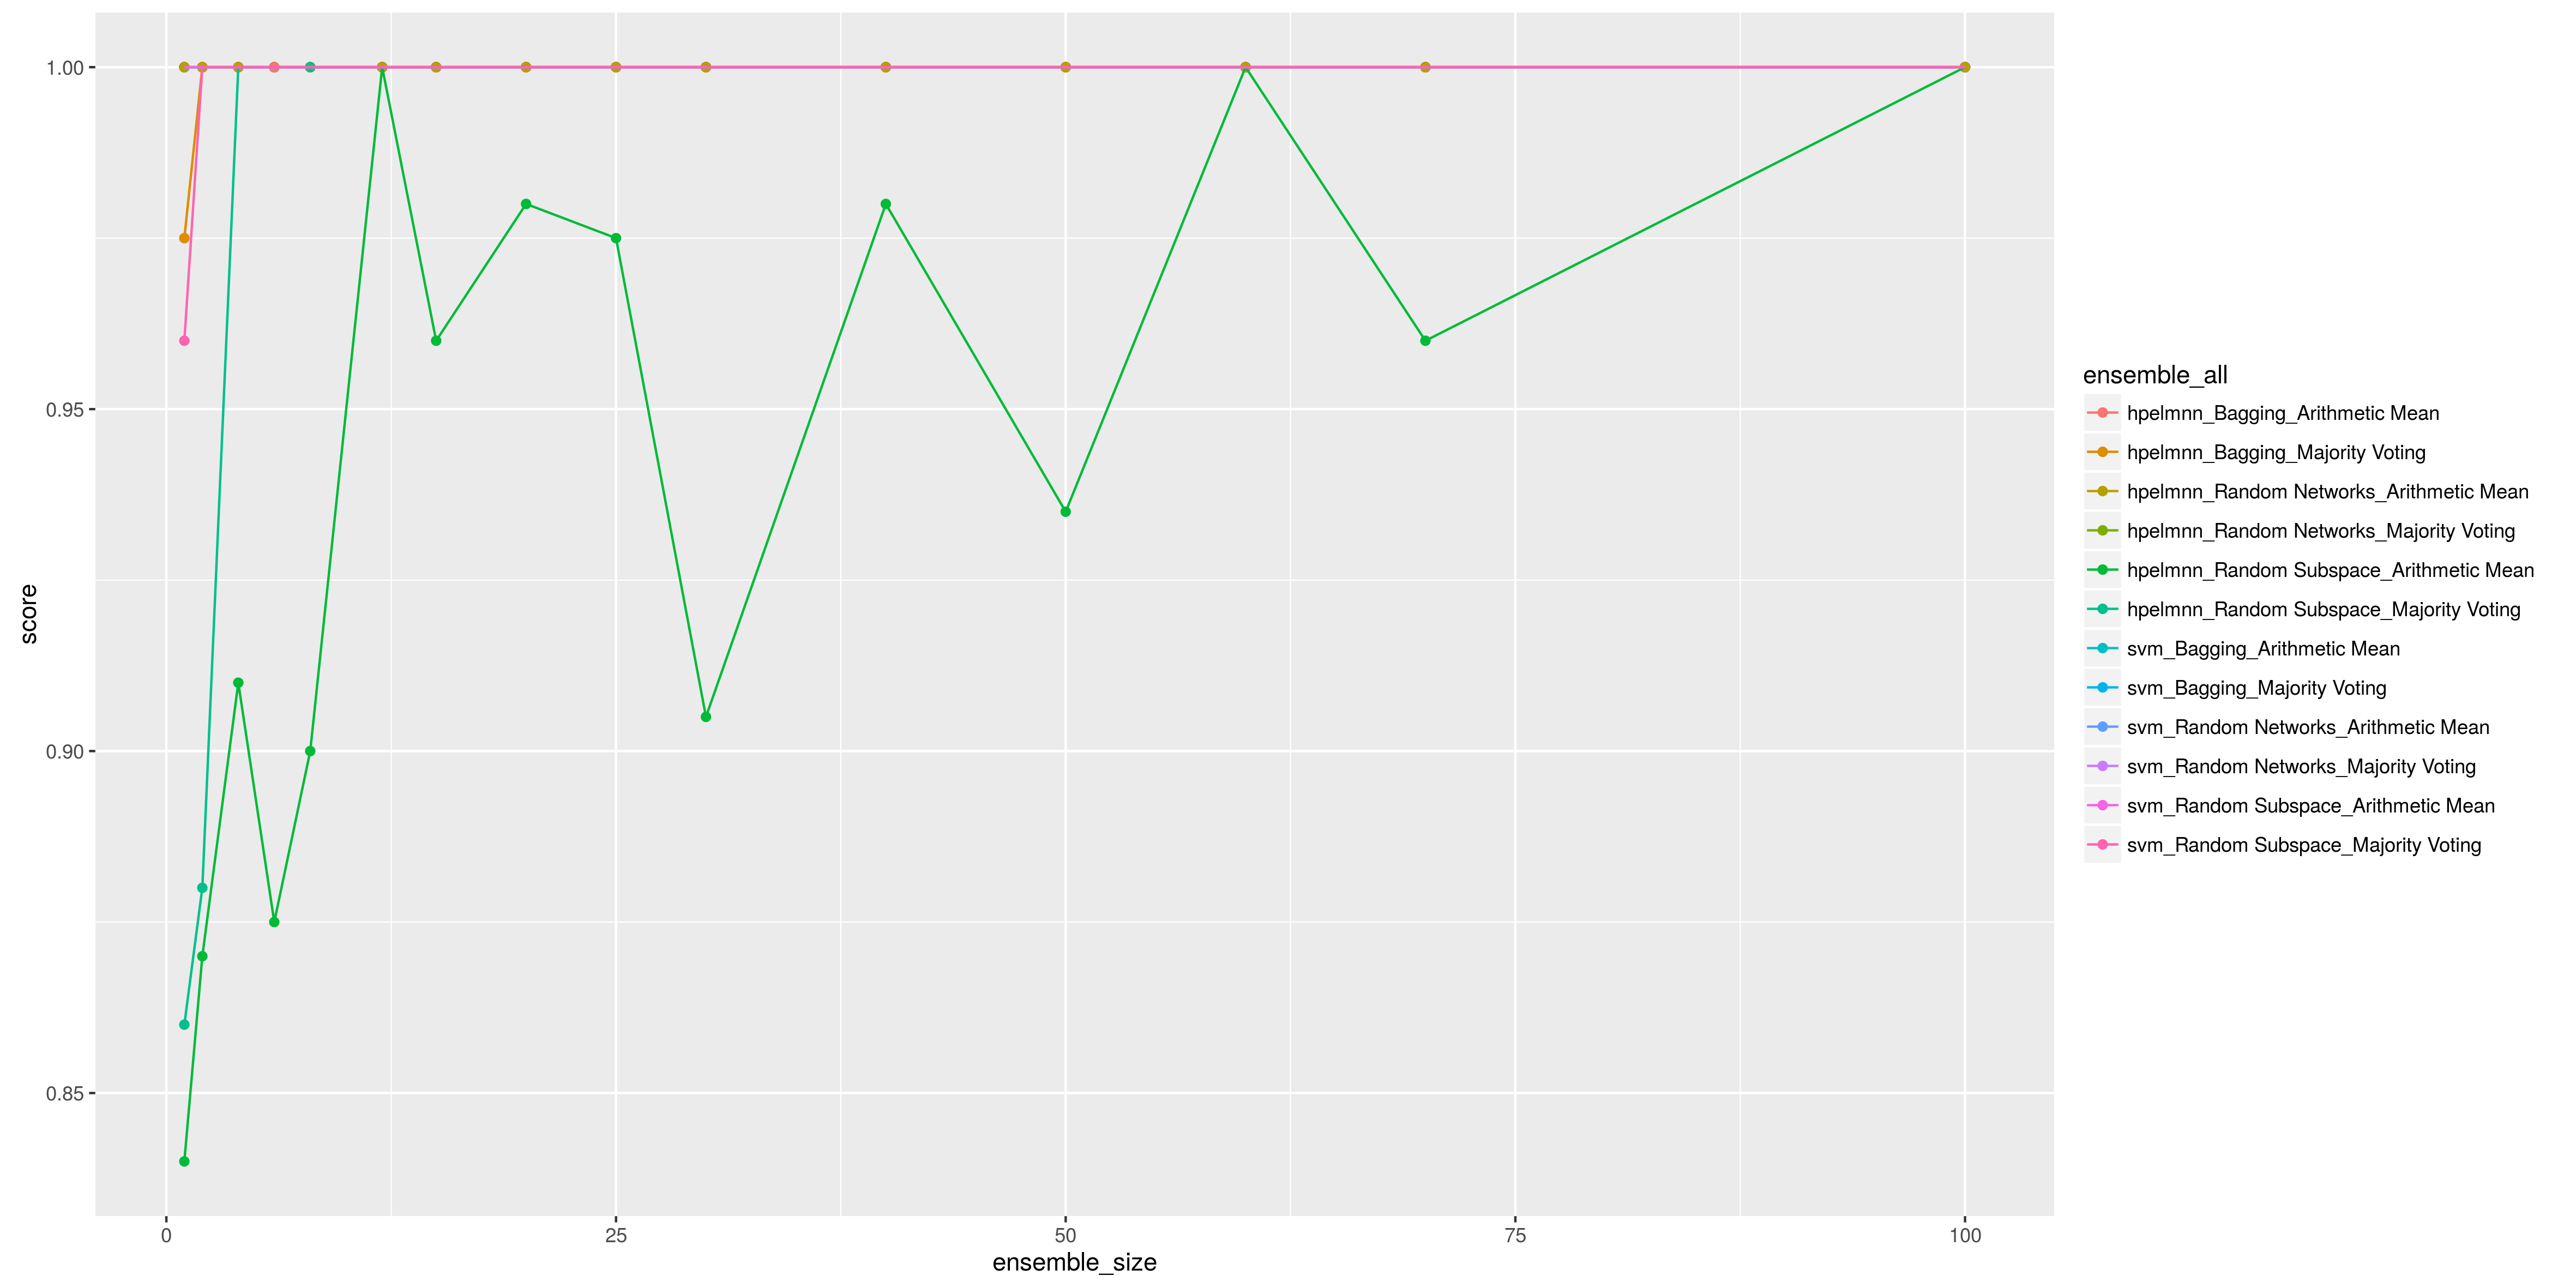 1.00
0.95
0.90
0.85
score
0
25
50
75
100
ensemble_size
ensemble_all
hpelmnn_Bagging_Arithmetic Mean
hpelmnn_Bagging_Majority Voting
hpelmnn_Random Networks_Arithmetic Mean
hpelmnn_Random Networks_Majority Voting
hpelmnn_Random Subspace_Arithmetic Mean
hpelmnn_Random Subspace_Majority Voting
svm_Bagging_Arithmetic Mean
svm_Bagging_Majority Voting
svm_Random Networks_Arithmetic Mean
svm_Random Networks_Majority Voting
svm_Random Subspace_Arithmetic Mean
svm_Random Subspace_Majority Voting